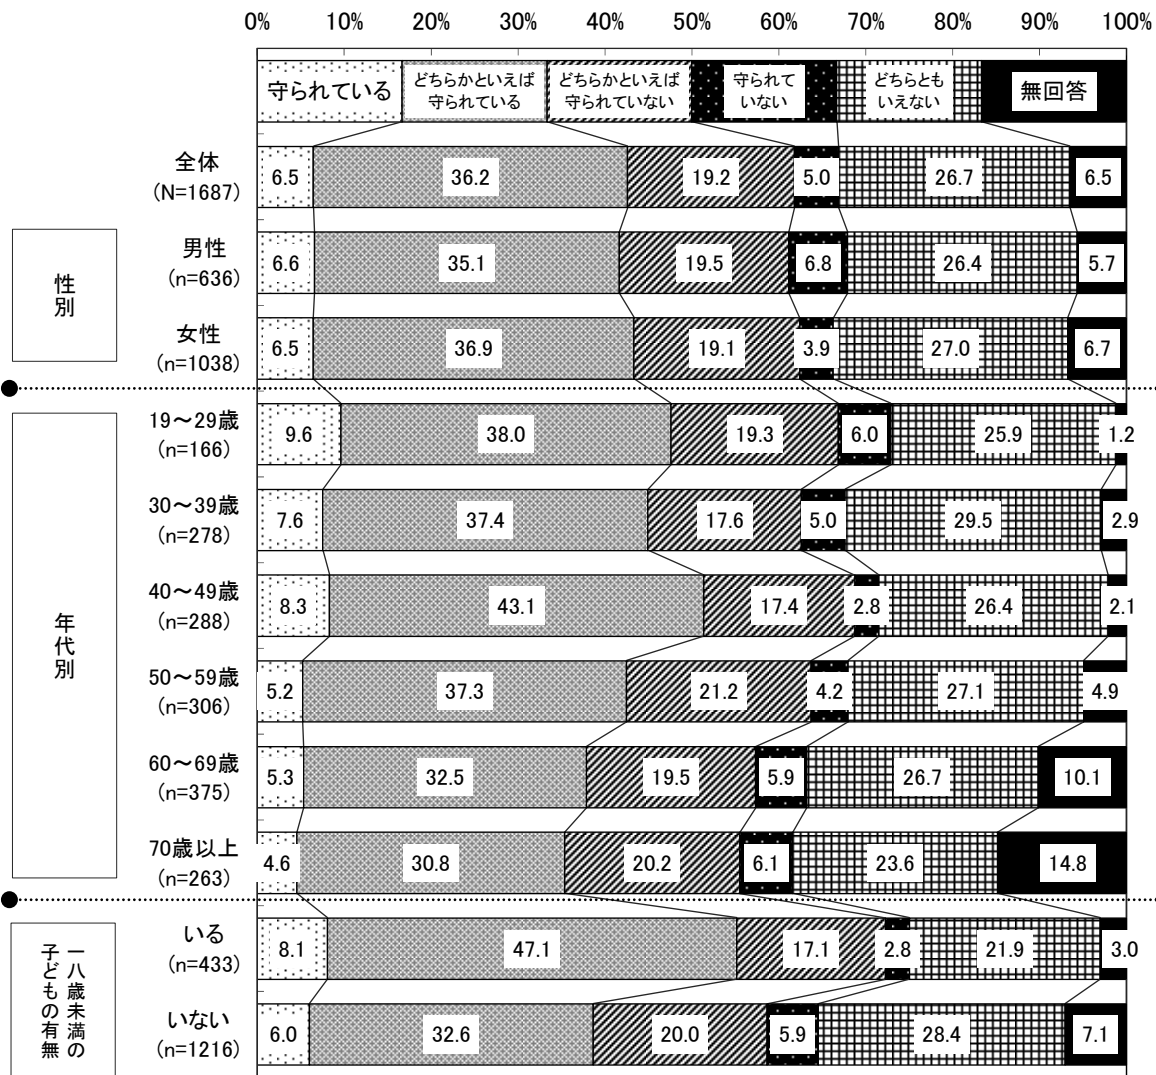 0% 10% 20% 30% 40% 50% 60% 70% 80% 90% 100%
守られている
どちらかといえば
守られている
どちらかといえば
守られていない
守られて
いない
どちらとも
いえない
無回答
全体
(N=1687)
6.5 36.2 19.2 5.0 26.7 6.5
性別
男性
(n=636)
6.6 35.1 19.5 6.8 26.4 5.7
女性
(n=1038)
6.5 36.9 19.1 3.9 27.0 6.7
年代別
19～29歳
(n=166)
9.6 38.0 19.3 6.0 25.9 1.2
30～39歳
(n=278)
7.6 37.4 17.6 5.0 29.5 2.9
40～49歳
(n=288)
8.3 43.1 17.4 2.8 26.4 2.1
50～59歳
(n=306)
5.2 37.3 21.2 4.2 27.1 4.9
60～69歳
(n=375)
5.3 32.5 19.5 5.9 26.7 10.1
70歳以上
(n=263)
4.6 30.8 20.2 6.1 23.6 14.8
一八歳未満の
子どもの有無
いる
(n=433)
8.1 47.1 17.1 2.8 21.9 3.0
いない
(n=1216)
6.0 32.6 20.0 5.9 28.4 7.1